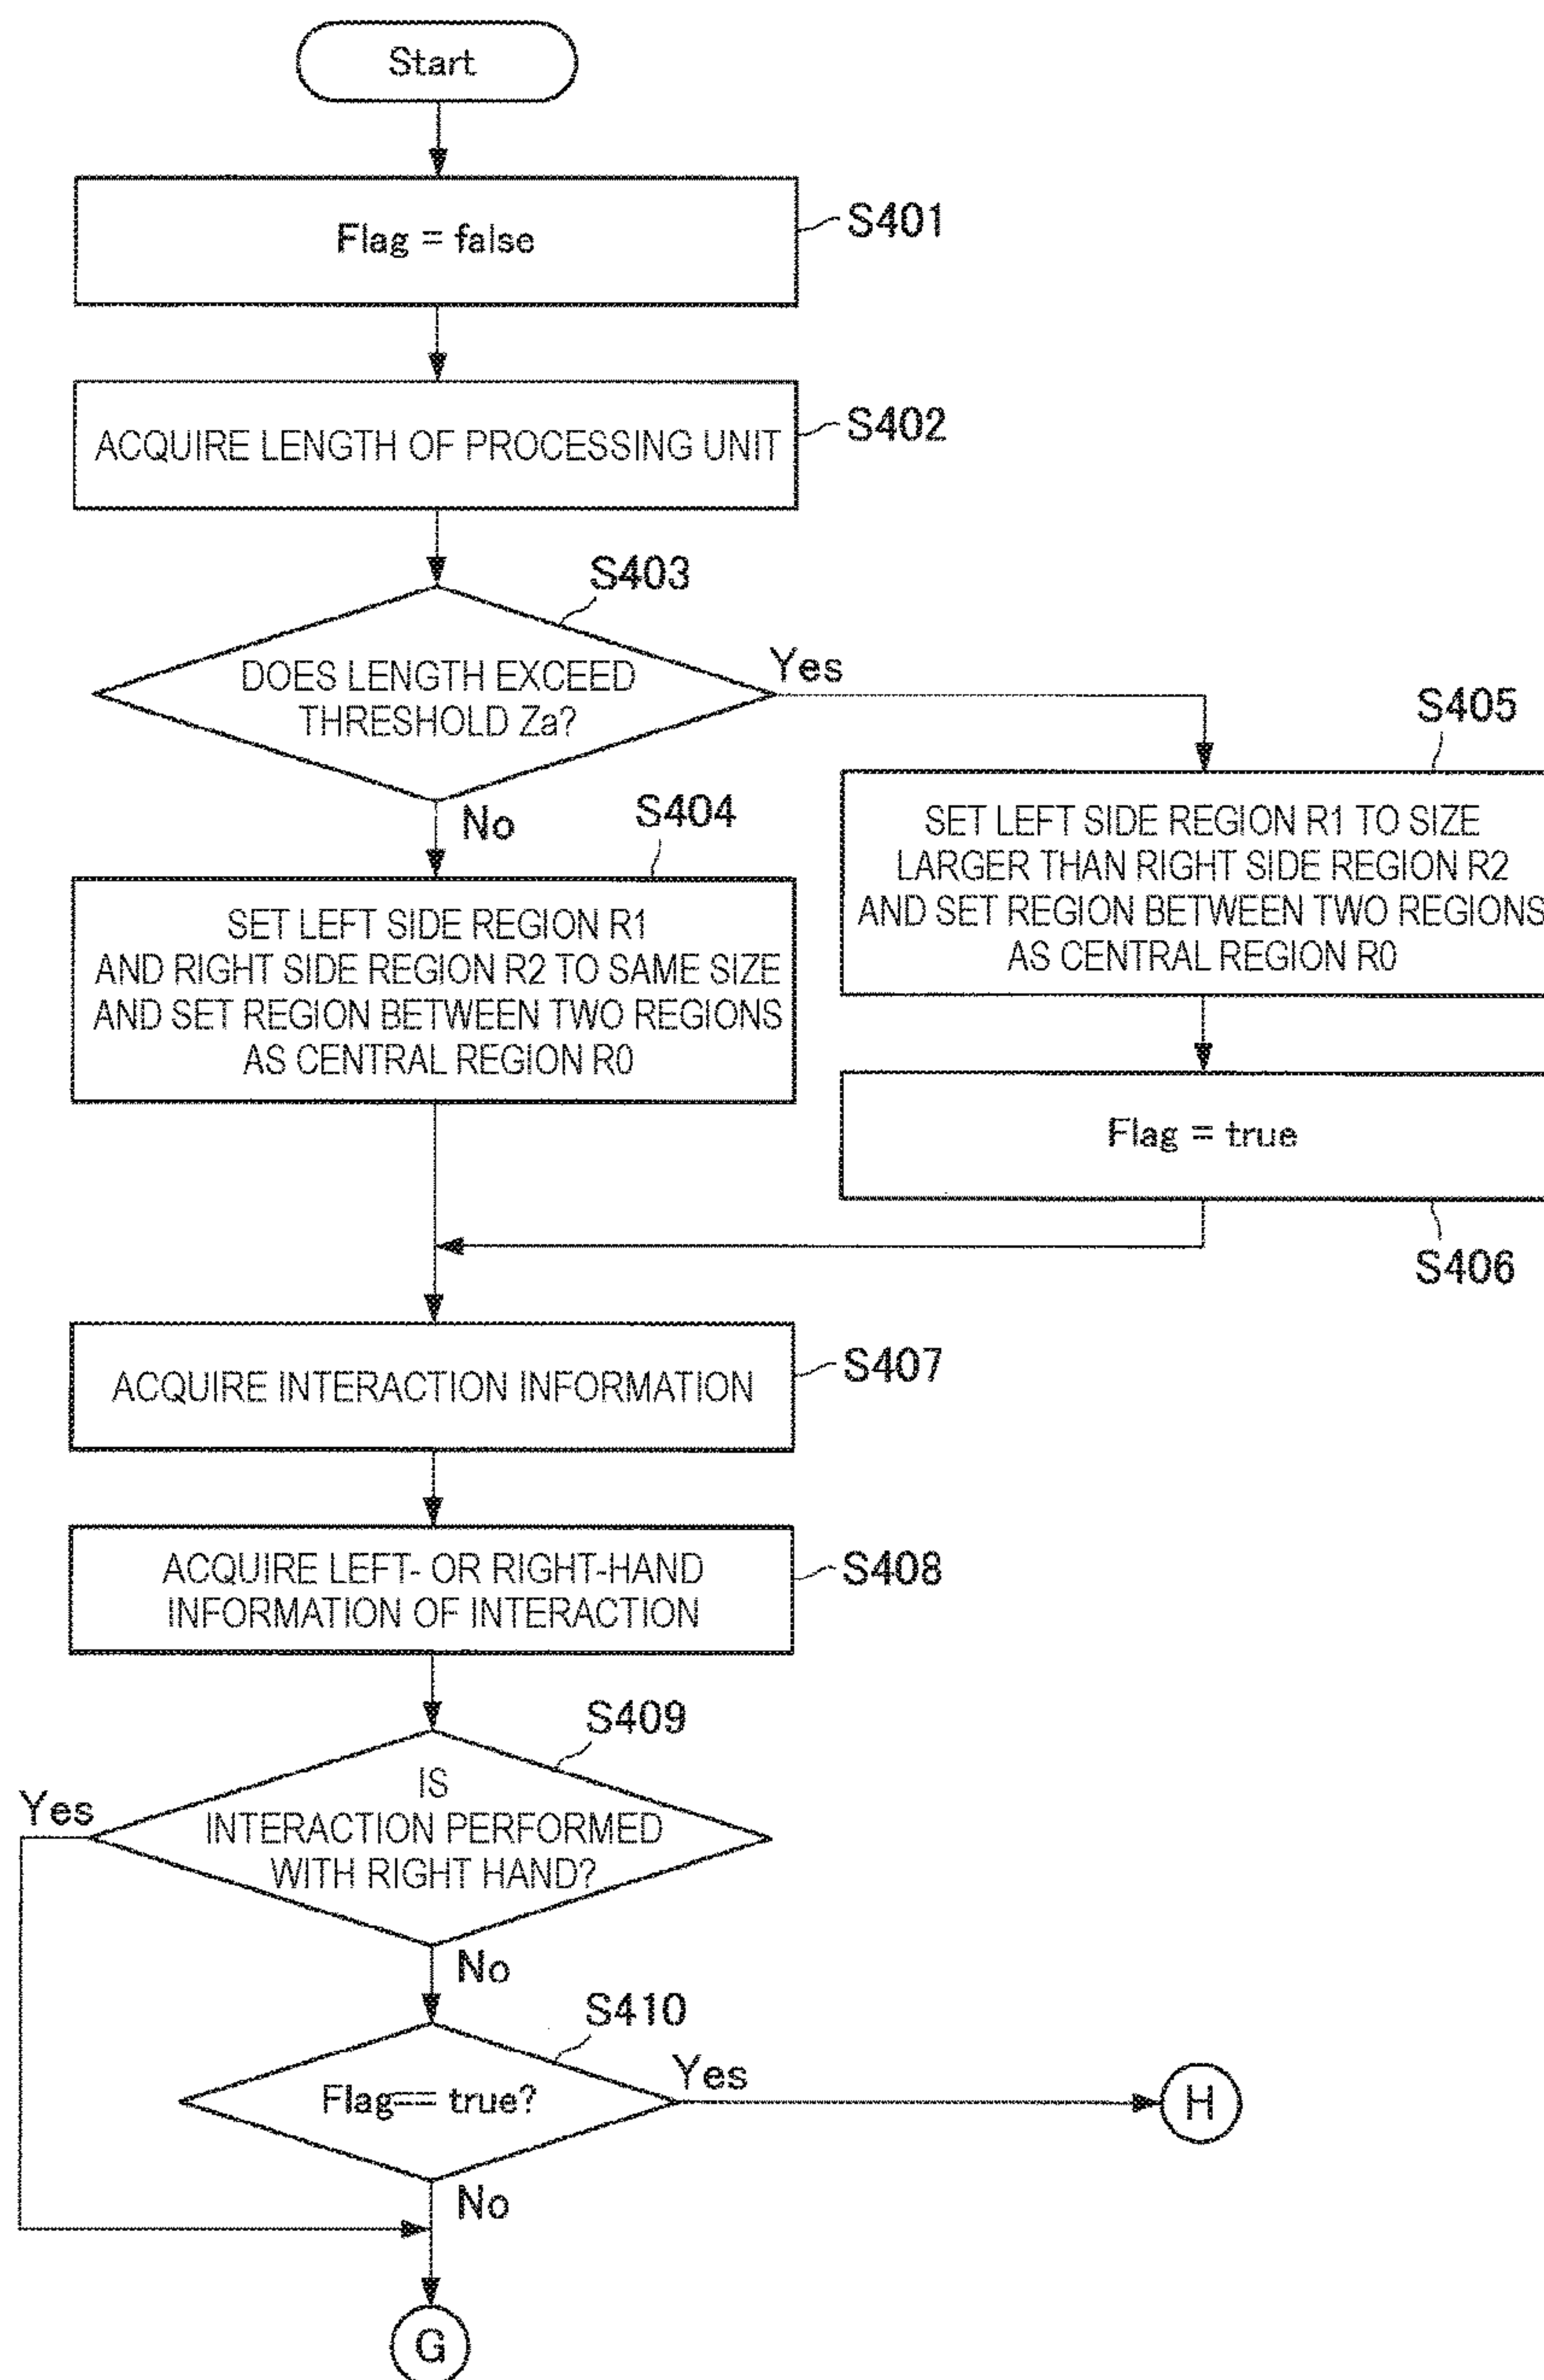 Start
Flag = false
S401
ACQUIRE LENGTH OF PROCESSING UNIT
S402
S403
DOES LENGTH EXCEED
THRESHOLD Za?
Yes
No
S404
SET LEFT SIDE REGION R1
AND RIGHT SIDE REGION R2 TO SAME SIZE
AND SET REGION BETWEEN TWO REGIONS
AS CENTRAL REGION R0
S405
SET LEFT SIDE REGION R1 TO SIZE
LARGER THAN RIGHT SIDE REGION R2
AND SET REGION BETWEEN TWO REGIONS
AS CENTRAL REGION R0
Flag = true
S406
ACQUIRE INTERACTION INFORMATION
S407
ACQUIRE LEFT- OR RIGHT-HAND
INFORMATION OF INTERACTION
S408
S409
IS
INTERACTION PERFORMED
WITH RIGHT HAND?
Yes
No
S410
Flag== true?
Yes
H
No
G